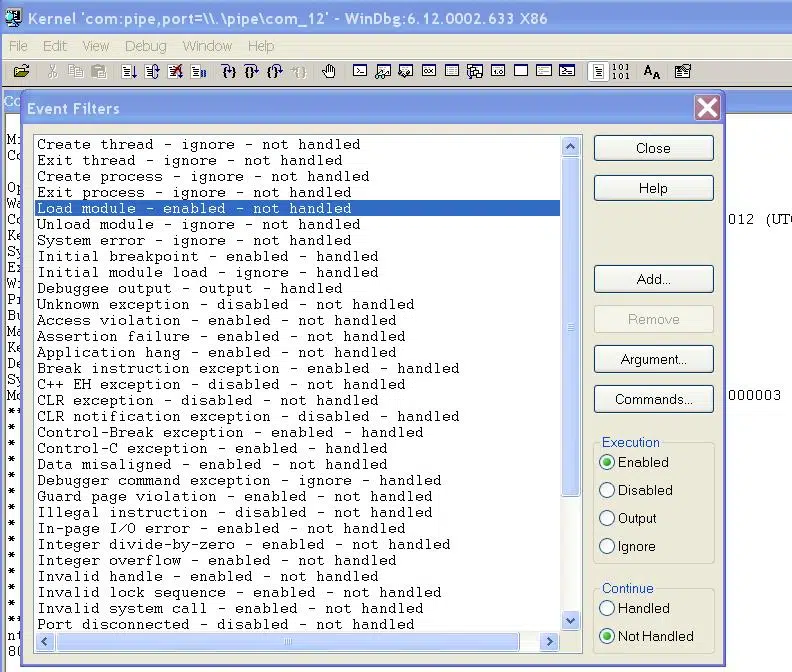 Kernel 'com:pipe,port=\\.\pipe\com_12' - WinDbg:6.12.0002.633 X86
File Edit View Debug Window Help
Event Filters
Create thread - ignore - not handled
Exit thread - ignore - not handled
Create process - ignore - not handled
Exit process - ignore - not handled
Load module - enabled - not handled
Unload module - ignore - not handled
System error - ignore - not handled
Initial breakpoint - enabled - handled
Initial module load - ignore - handled
Debuggee output - output - handled
Unknown exception - disabled - not handled
Access violation - enabled - not handled
Assertion failure - enabled - not handled
Application hang - enabled - not handled
Break instruction exception - enabled - handled
C++ EH exception - disabled - not handled
CLR exception - disabled - not handled
CLR notification exception - disabled - handled
Control-Break exception - enabled - handled
Control-C exception - enabled - handled
Data misaligned - enabled - not handled
Debugger command exception - ignore - handled
Guard page violation - enabled - not handled
Illegal instruction - disabled - not handled
In-page I/O error - enabled - not handled
Integer divide-by-zero - enabled - not handled
Integer overflow - enabled - not handled
Invalid handle - enabled - not handled
Invalid lock sequence - enabled - not handled
Invalid system call - enabled - not handled
Port disconnected - disabled - not handled
Close
Help
Add...
Remove
Argument...
Commands...
Execution
Enabled
Disabled
Output
Ignore
Continue
Handled
Not Handled
012 (UT
000003